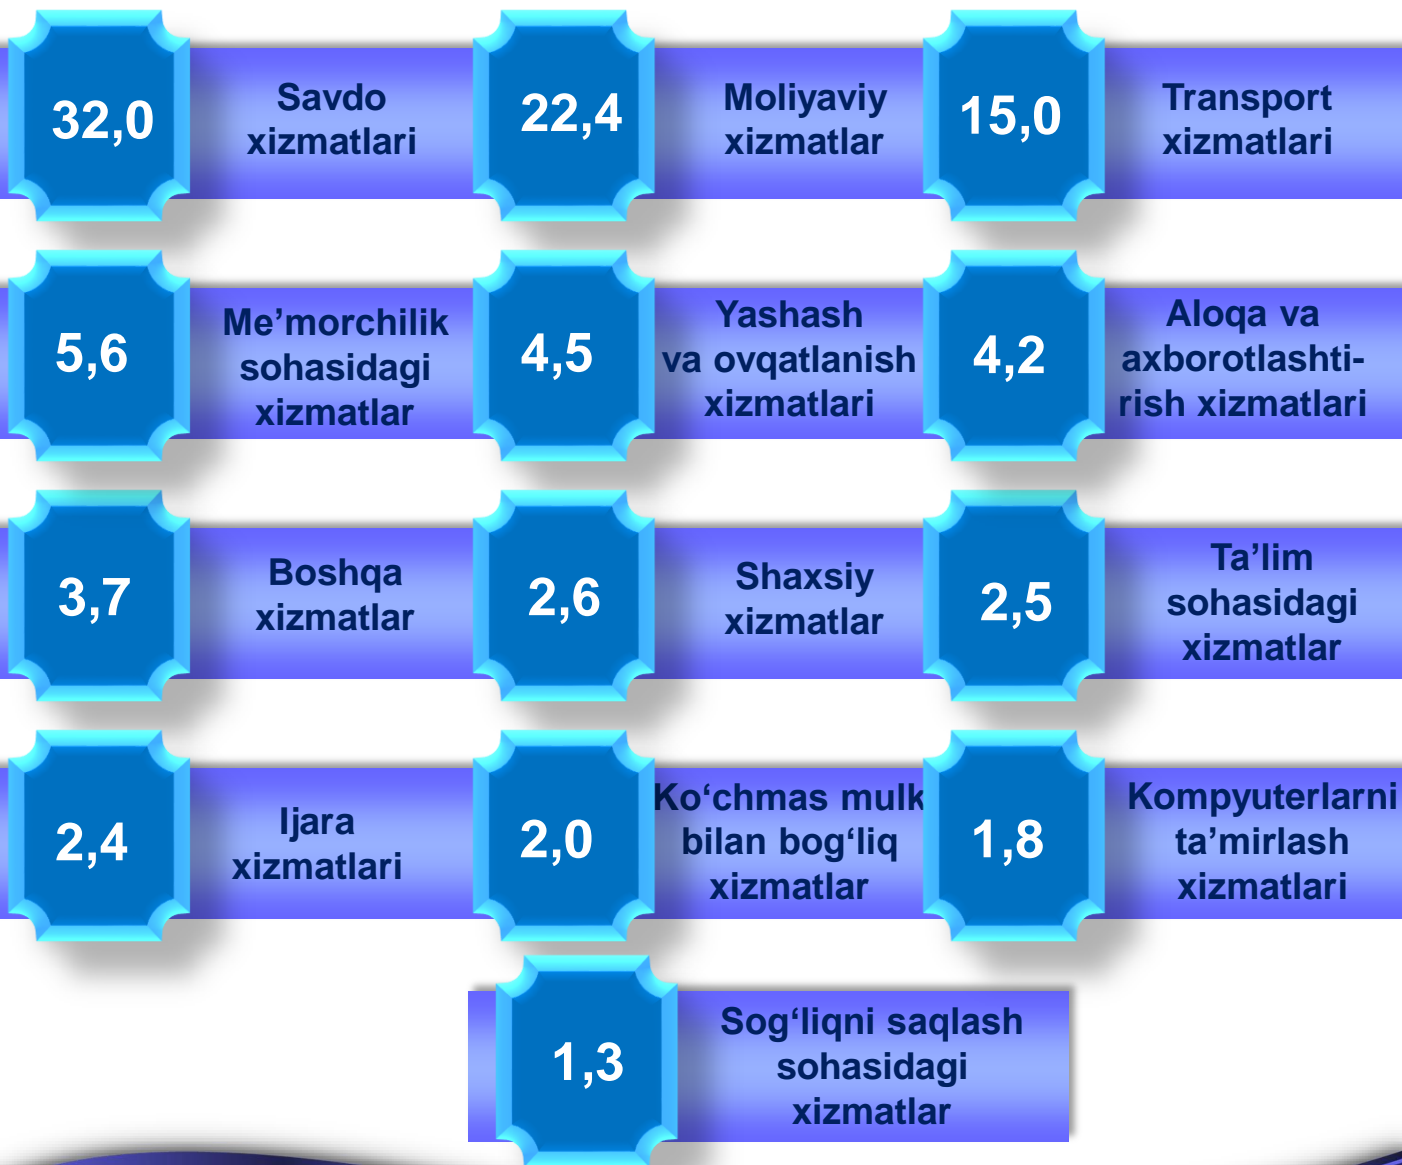 32,0
Savdo
xizmatlari
22,4
Moliyaviy
xizmatlar
15,0
Transport
xizmatlari
5,6
Me’morchilik
sohasidagi
xizmatlar
4,5
Yashash
va ovqatlanish
xizmatlari
4,2
Aloqa va
axborotlashti-
rish xizmatlari
3,7
Boshqa
xizmatlar
2,6
Shaxsiy
xizmatlar
2,5
Ta’lim
sohasidagi
xizmatlar
2,4
Ijara
xizmatlari
2,0
Ko‘chmas mulk
bilan bog‘liq
xizmatlar
1,8
Kompyuterlarni
ta’mirlash
xizmatlari
1,3
Sog‘liqni saqlash
sohasidagi
xizmatlar